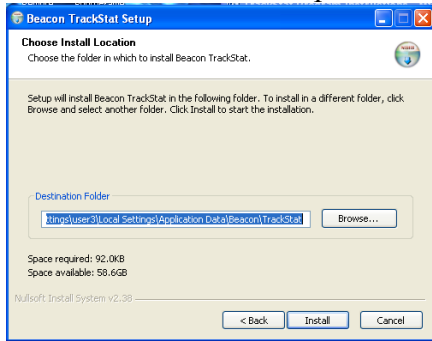 Beacon TrackStat Setup
Choose Install Location
Choose the folder in which to install Beacon TrackStat.
Setup will install Beacon TrackStat in the following folder. To install in a different folder, click
Browse and select another folder. Click Install to start the installation.
Destination Folder
ttings\user3\Local Settings\Application Data\Beacon\TrackStat
Browse...
Space required: 92.0KB
Space available: 58.6GB
Nullsoft Install System v2.38
< Back Install Cancel